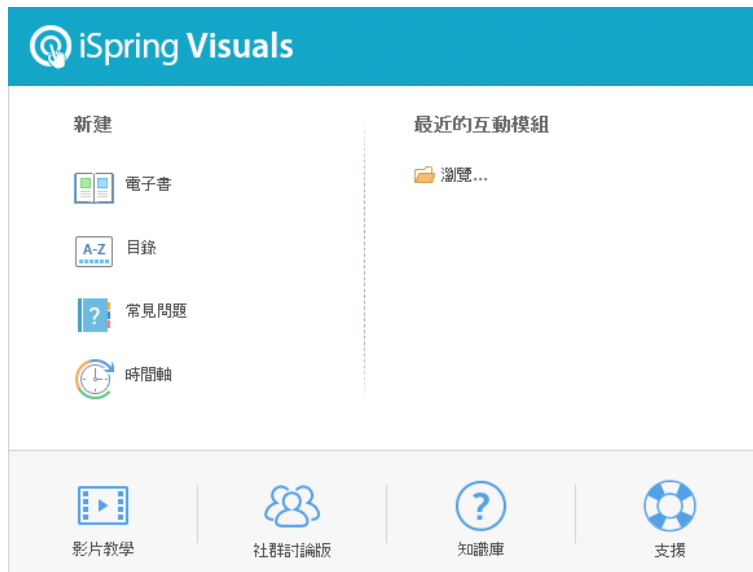 iSpring Visuals
新建
電子書
A-Z
目錄
?
常見問題
時間軸
最近的互動模組
瀏覽...
影片教學
社群討論版
?
知識庫
支援